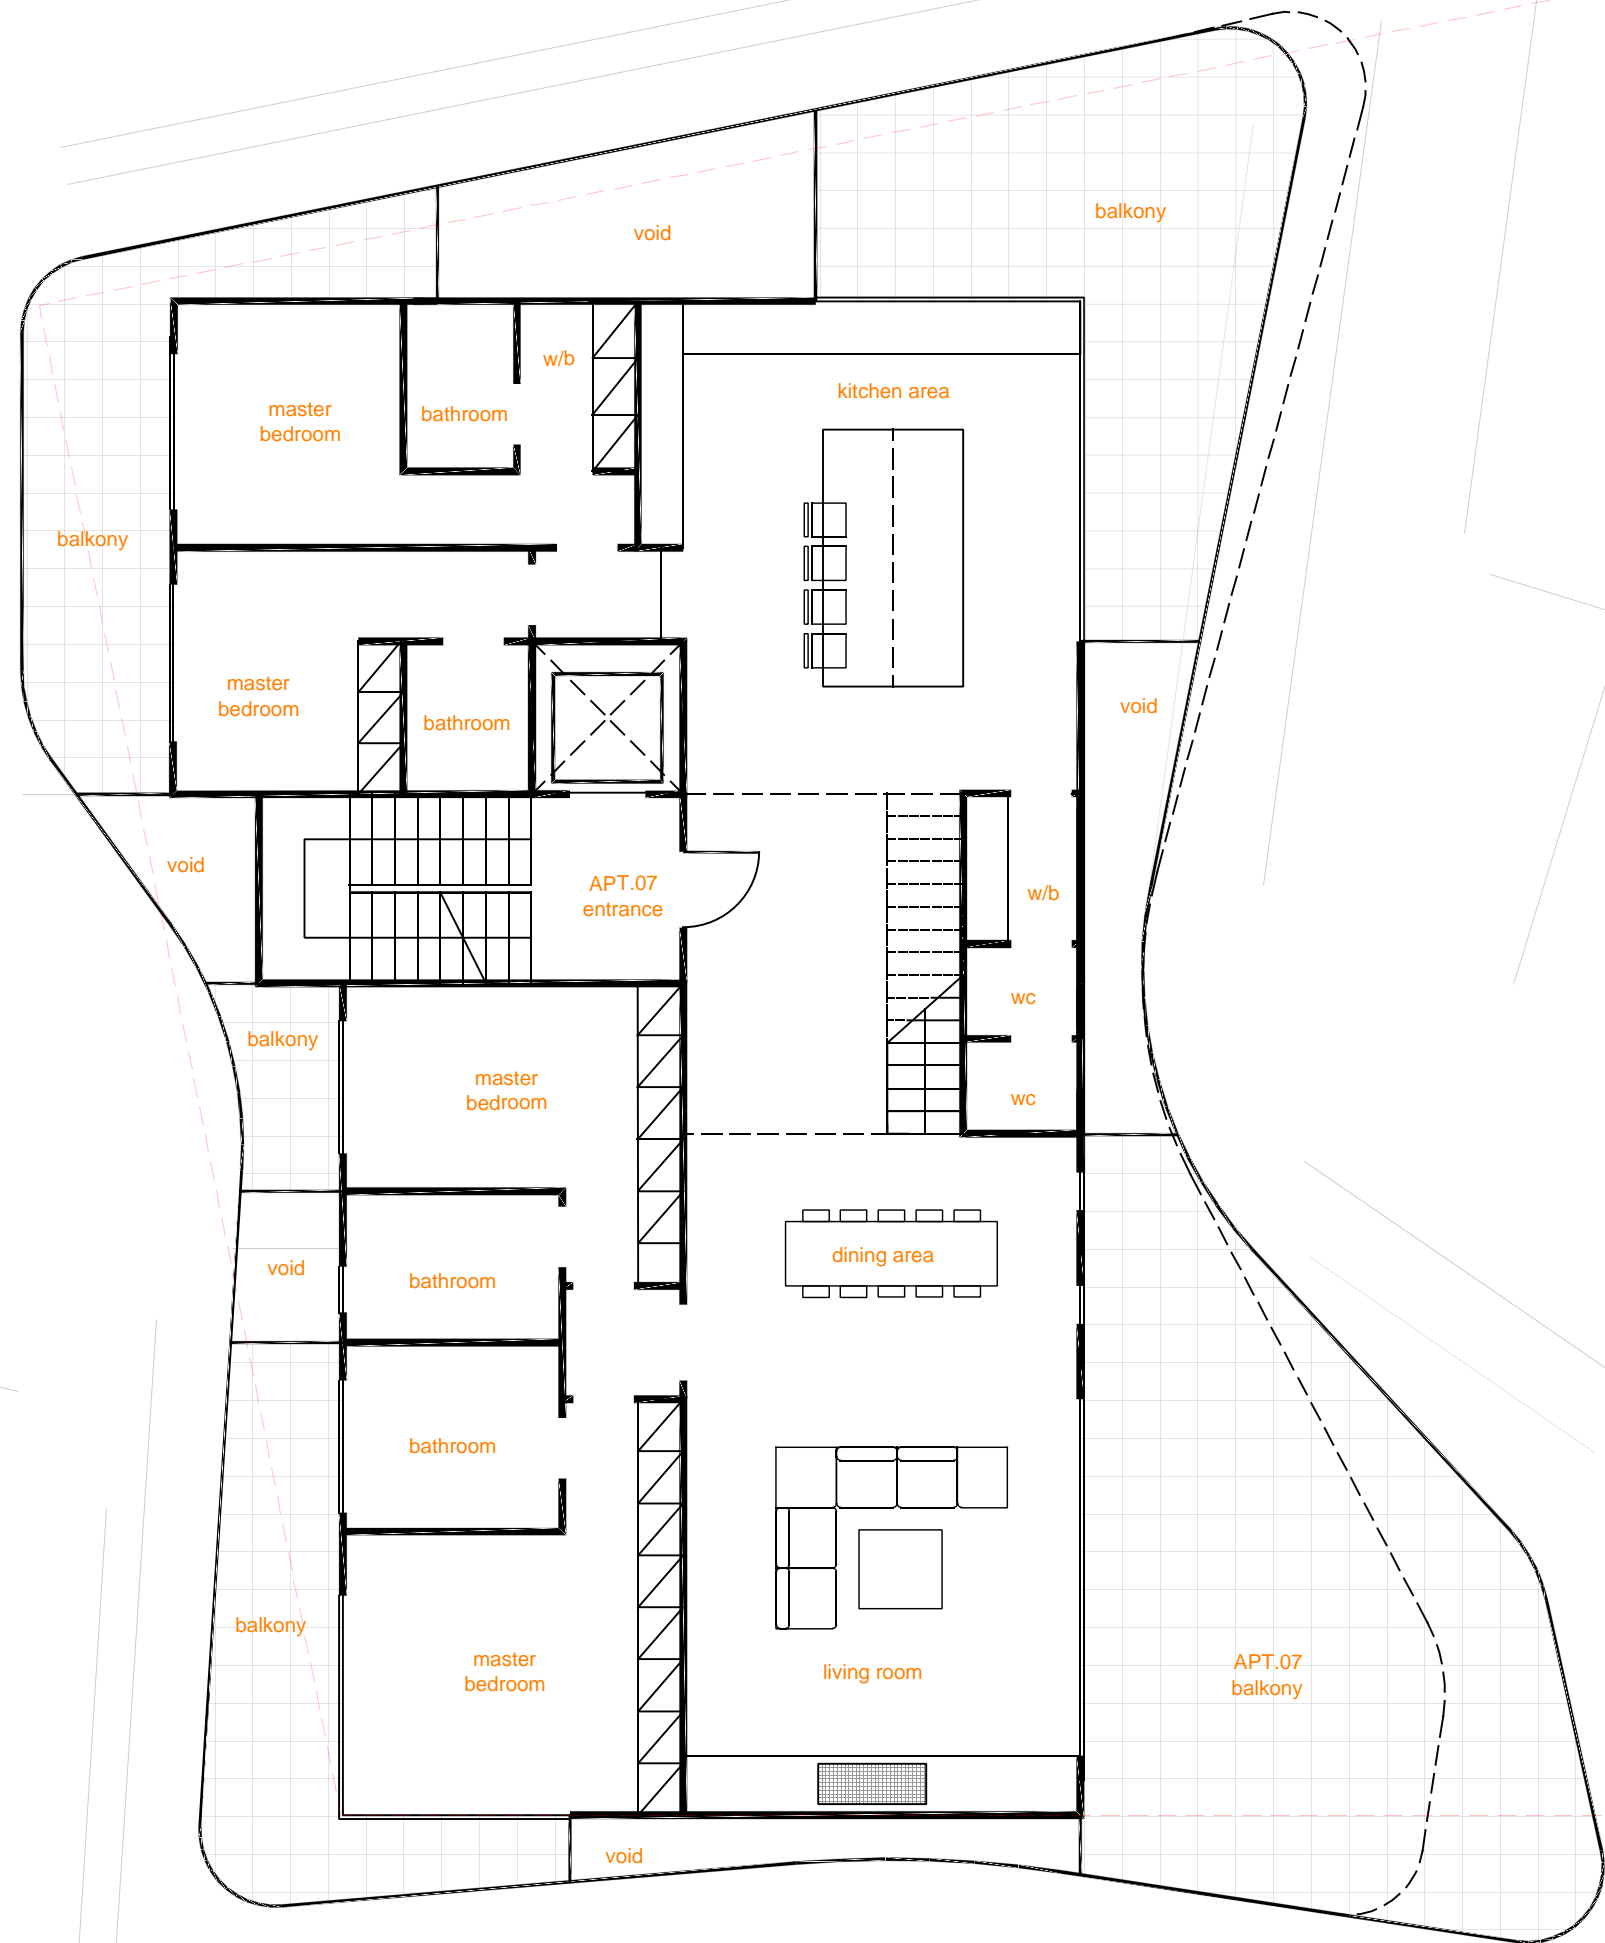 balkony
void
w/b
kitchen area
master
bedroom
bathroom
balkony
master
bedroom
bathroom
void
void
APT.07
entrance
w/b
wc
balkony
master
bedroom
wc
dining area
void
bathroom
bathroom
balkony
master
bedroom
living room
APT.07
balkony
void